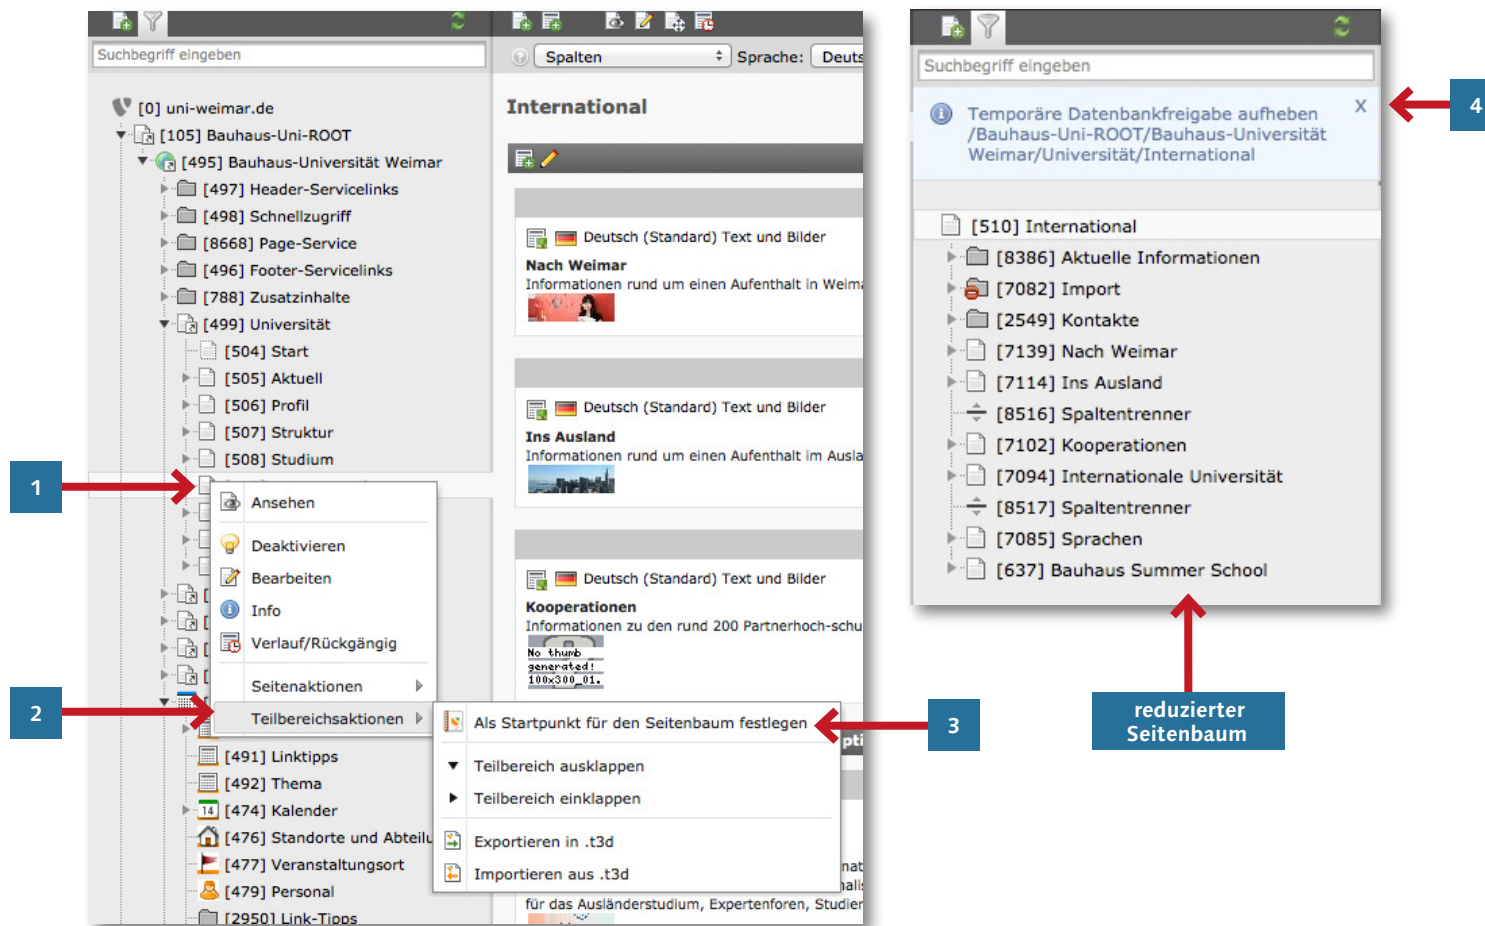 Suchbegriff eingeben
[0] uni-weimar.de
[105] Bauhaus-Uni-ROOT
[495] Bauhaus-Universität Weimar
[497] Header-Servicelinks
[498] Schnellzugriff
[8668] Page-Service
[496] Footer-Servicelinks
[788] Zusatzinhalte
[499] Universität
[504] Start
[505] Aktuell
[506] Profil
[507] Struktur
[508] Studium
1
Ansehen
Deaktivieren
Bearbeiten
Info
Verlauf/Rückgängig
Seitenaktionen
2
Teilbereichsaktionen
[
[
[
[
[491] Linktipps
[492] Thema
14
[474] Kalender
[476] Standorte und Abteilu
[477] Veranstaltungsort
[479] Personal
[2950] Link-Tipps
Spalten
Sprache:
Deuts
International
Deutsch (Standard) Text und Bilder
Nach Weimar
Informationen rund um einen Aufenthalt in Weima
Deutsch (Standard) Text und Bilder
Ins Ausland
Informationen rund um einen Aufenthalt im Ausla
Deutsch (Standard) Text und Bilder
Kooperationen
Informationen zu den rund 200 Partnerhoch-schu
No thumb
generated!
100x300_01.
Als Startpunkt für den Seitenbaum festlegen
3
pti
Teilbereich ausklappen
Teilbereich einklappen
Exportieren in .t3d
Importieren aus .t3d
nat
nalis
für das Ausländerstudium, Expertenforen, Studier
Suchbegriff eingeben
Temporäre Datenbankfreigabe aufheben
/Bauhaus-Uni-ROOT/Bauhaus-Universität
Weimar/Universität/International
X
4
[510] International
[8386] Aktuelle Informationen
[7082] Import
[2549] Kontakte
[7139] Nach Weimar
[7114] Ins Ausland
[8516] Spaltentrenner
[7102] Kooperationen
[7094] Internationale Universität
[8517] Spaltentrenner
[7085] Sprachen
[637] Bauhaus Summer School
reduzierter
Seitenbaum